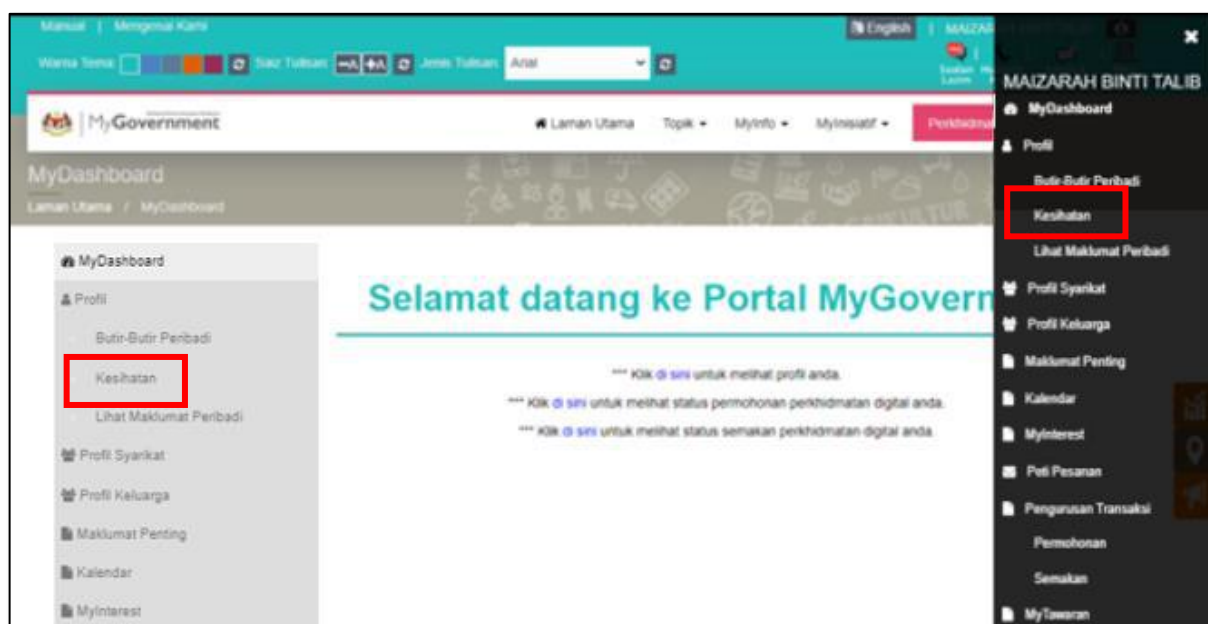 Manual | Mengenai Kami
English | MAIZAR
Warna Tema: Saiz Tulisan: -A +A Jenis Tulisan: Arial
Soalan
Lazim
MyGovernment
Laman Utama Topik MyInfo MyInisiatif Perkhidma
MyDashboard
Laman Utama / MyDashboard
MyDashboard
Profil
Butir-Butir Peribadi
Kesihatan
Lihat Maklumat Peribadi
Profil Syarikat
Profil Keluarga
Maklumat Penting
Kalendar
MyInterest
Selamat datang ke Portal MyGovern
*** Klik di sini untuk melihat profil anda.
*** Klik di sini untuk melihat status permohonan perkhidmatan digital anda.
*** Klik di sini untuk melihat status semakan perkhidmatan digital anda
×
MAIZARAH BINTI TALIB
MyDashboard
Profil
Butir-Butir Peribadi
Kesihatan
Lihat Maklumat Peribadi
Profil Syarikat
Profil Keluarga
Maklumat Penting
Kalendar
MyInterest
Peti Pesanan
Pengurusan Transaksi
Permohonan
Semakan
MyTawaran